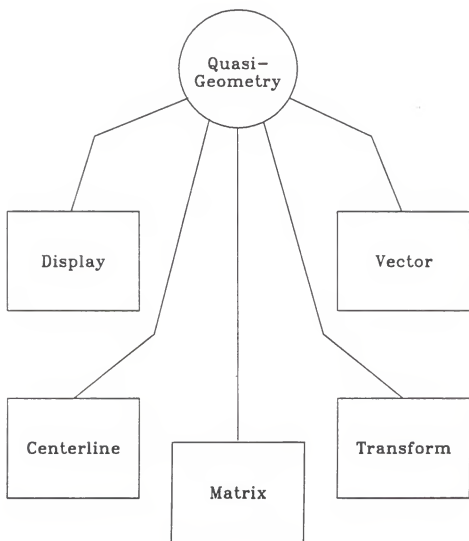 Quasi-
Geometry
Display
Vector
Centerline
Transform
Matrix